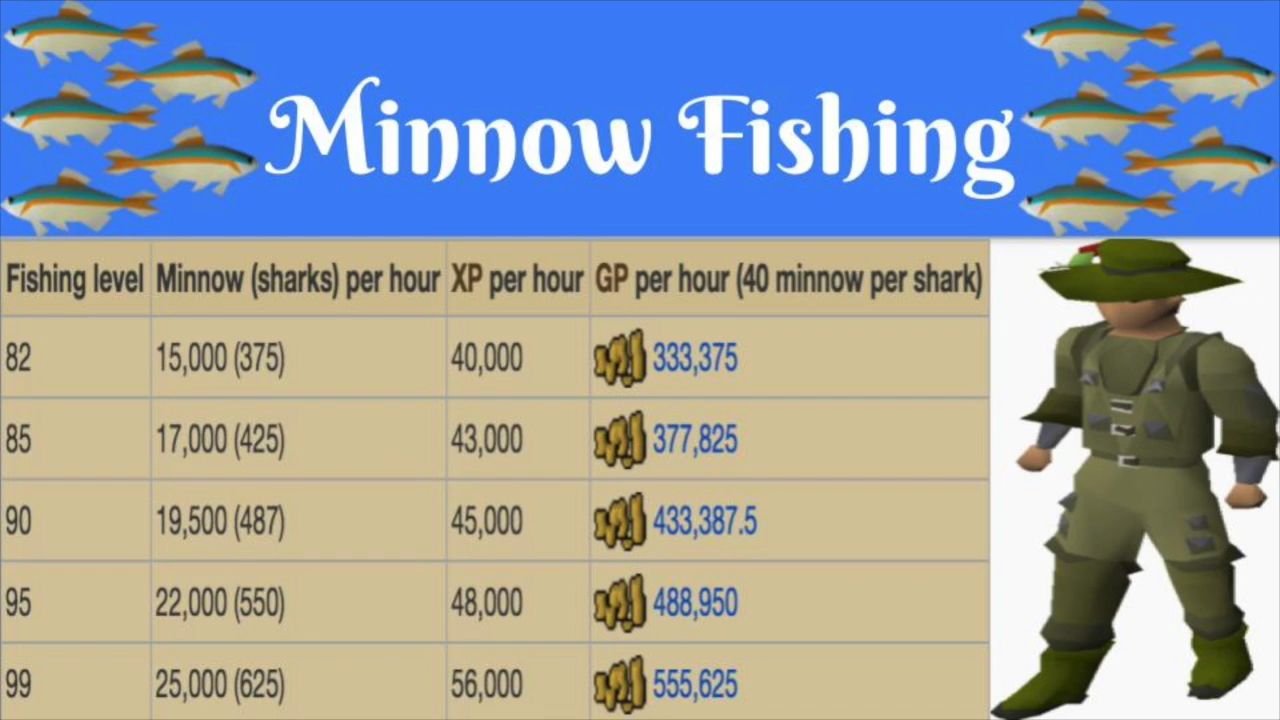 Minnow Fishing
Fishing level Minnow (sharks) per hour XP per hour GP per hour (40 minnow per shark)
82 15,000 (375) 40,000 333,375
85 17,000 (425) 43,000 377,825
90 19,500 (487) 45,000 433,387.5
95 22,000 (550) 48,000 488,950
99 25,000 (625) 56,000 555,625